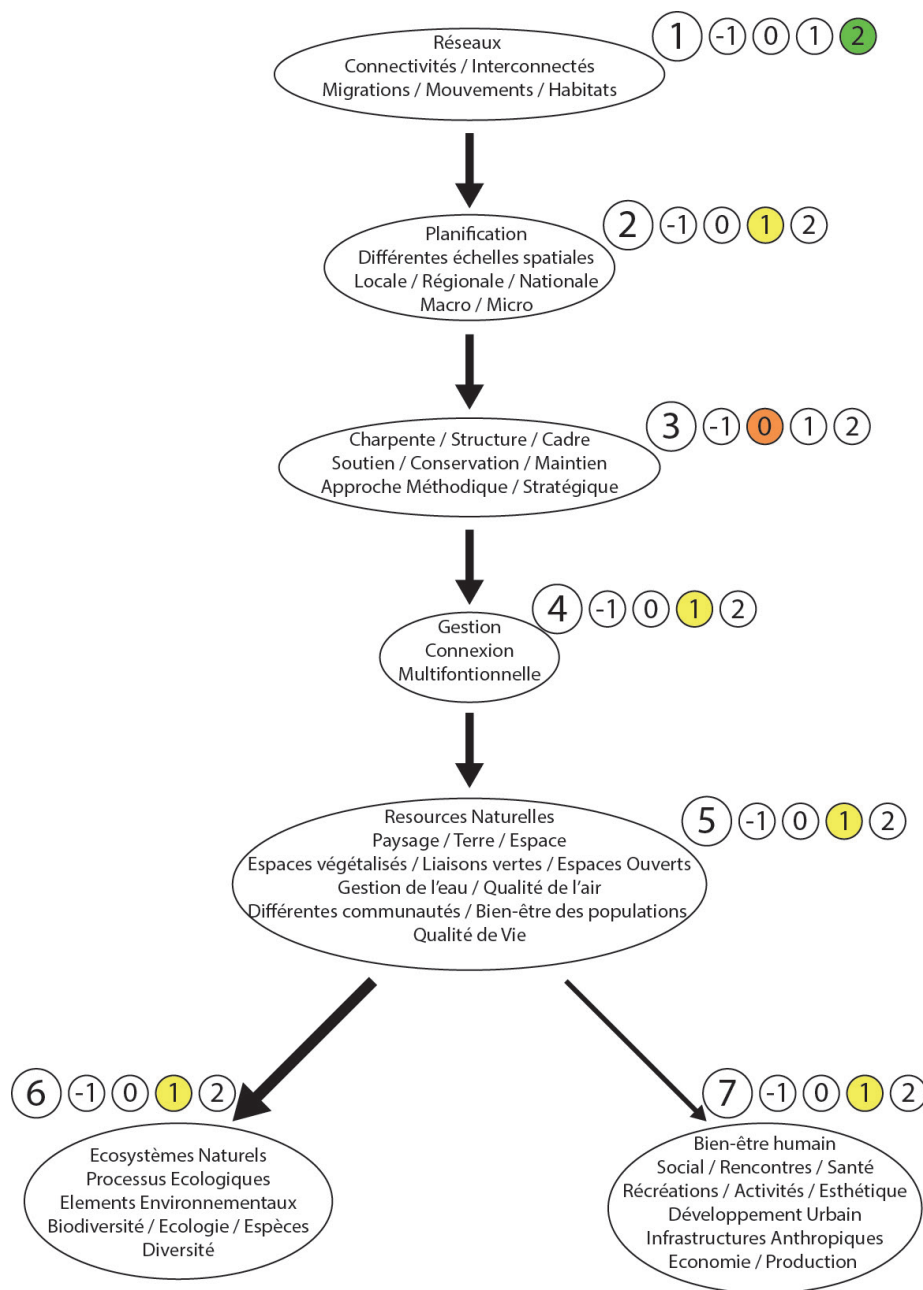 1 -1 0 1 2
Réseaux
Connectivités / Interconnectés
Migrations / Mouvements / Habitats
2 -1 0 1 2
Planification
Différentes échelles spatiales
Locale / Régionale / Nationale
Macro / Micro
3 -1 0 1 2
Charpente / Structure / Cadre
Soutien / Conservation / Maintien
Approche Méthodique / Stratégique
4 -1 0 1 2
Gestion
Connexion
Multifontionnelle
5 -1 0 1 2
Resources Naturelles
Paysage / Terre / Espace
Espaces végétalisés / Liaisons vertes / Espaces Ouverts
Gestion de l'eau / Qualité de l'air
Différentes communautés / Bien-être des populations
Qualité de Vie
6 -1 0 1 2
Ecosystèmes Naturels
Processus Ecologiques
Elements Environnementaux
Biodiversité / Ecologie / Espèces
Diversité
7 -1 0 1 2
Bien-être humain
Social / Rencontres / Santé
Récréations / Activités / Esthétique
Développement Urbain
Infrastructures Anthropiques
Economie / Production